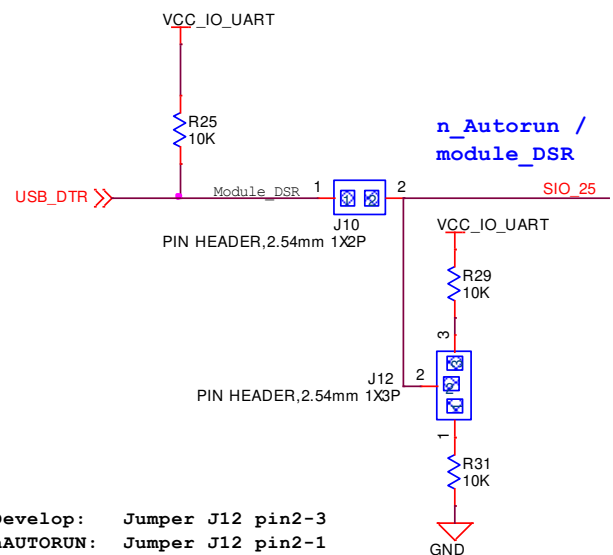 VCC_IO_UART
R25
10K
n_Autorun /
module_DSR
USB_DTR
Module_DSR
1
2
SIO_25
J10
PIN HEADER,2.54mm 1X2P
VCC_IO_UART
R29
10K
3
J12
2
PIN HEADER,2.54mm 1X3P
1
R31
10K
Develop: Jumper J12 pin2-3
nAUTORUN: Jumper J12 pin2-1
GND